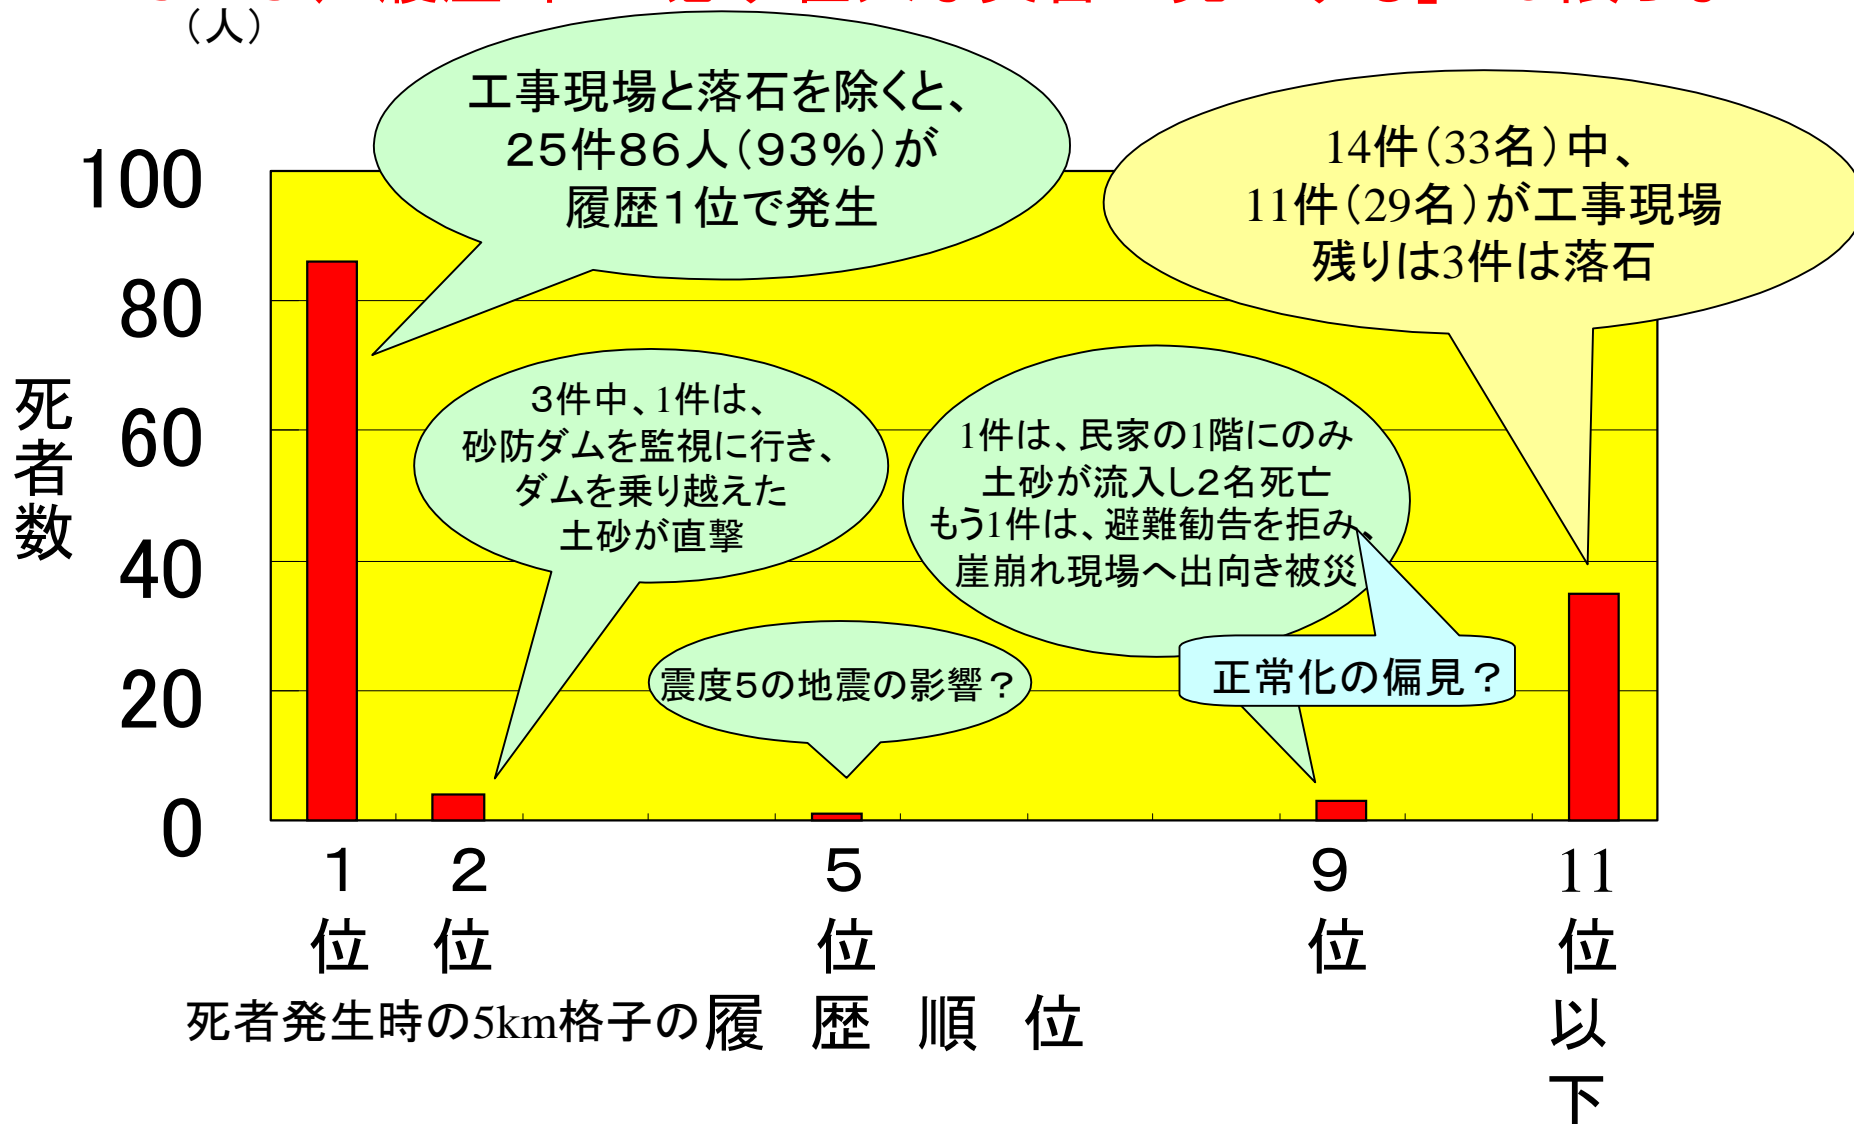 （人）
工事現場と落石を除くと、
２５件８６人（９３％）が
履歴１位で発生
14件（33名）中、
11件（29名）が工事現場
残りは3件は落石
100
80
60
40
20
0
死者数
３件中、1件は、
砂防ダムを監視に行き、
ダムを乗り越えた
土砂が直撃
1件は、民家の1階にのみ
土砂が流入し２名死亡
もう1件は、避難勧告を拒み、
崖崩れ現場へ出向き被災
震度５の地震の影響？
正常化の偏見？
１位
２位
５位
９位
11位以下
死者発生時の5km格子の履歴順位